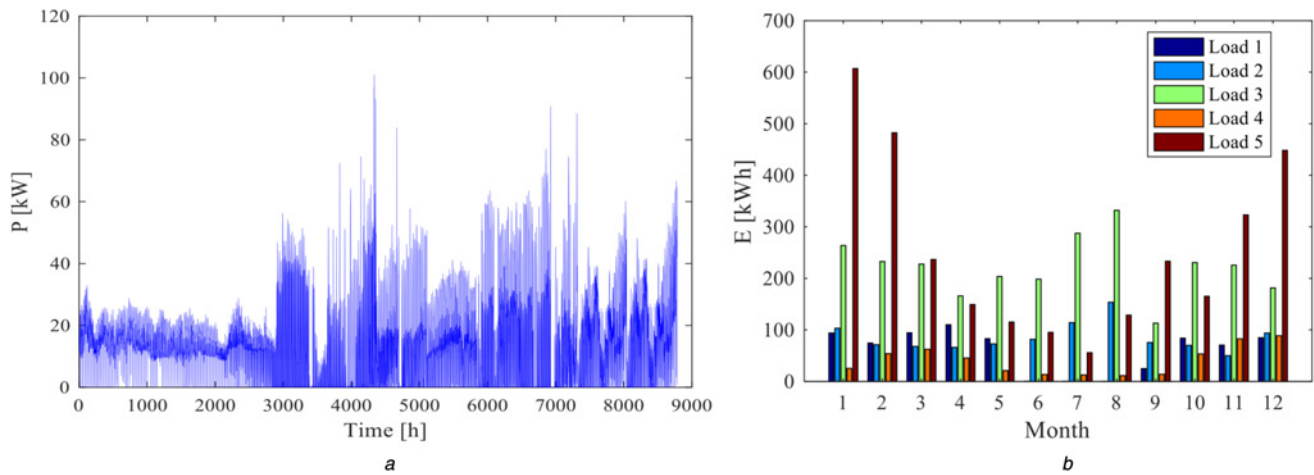 120
100
80
60
40
20
0
P [kW]
0 1000 2000 3000 4000 5000 6000 7000 8000 9000
Time [h]
a
700
600
500
400
300
200
100
0
E [kWh]
Load 1
Load 2
Load 3
Load 4
Load 5
1 2 3 4 5 6 7 8 9 10 11 12
Month
b